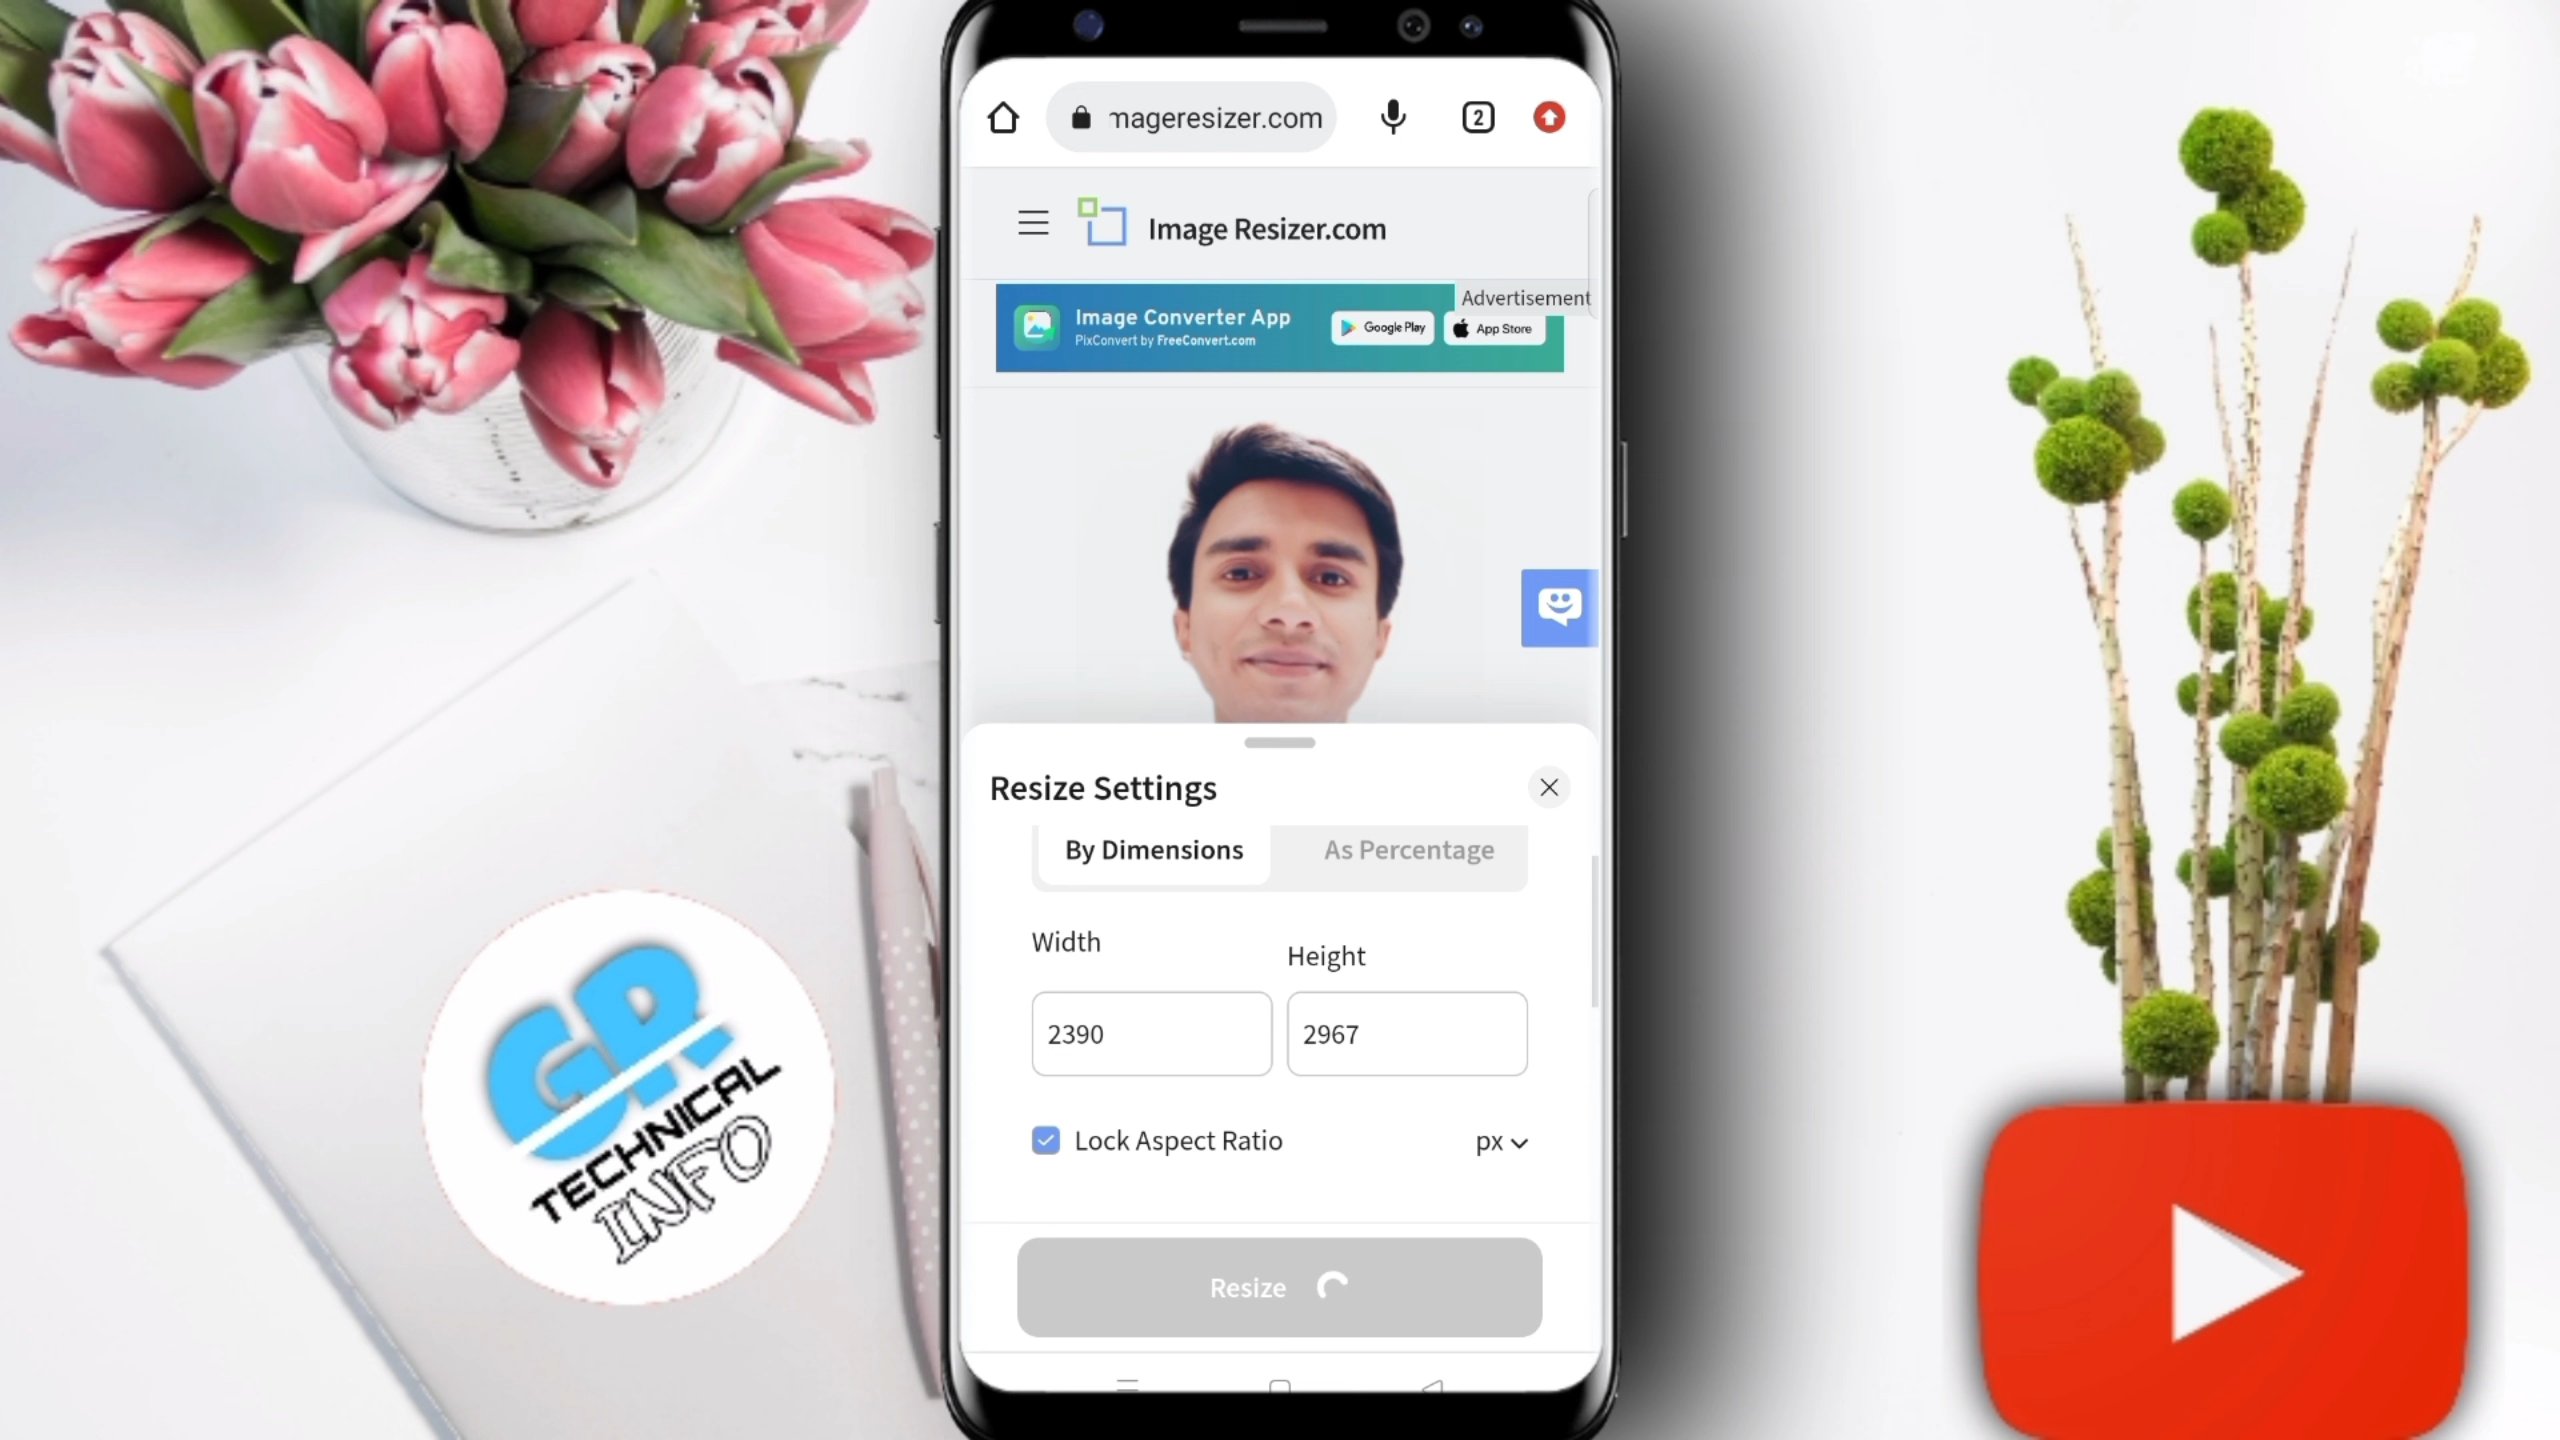 mageresizer.com
2
Image Resizer.com
Advertisement
Image Converter App
PixConvert by FreeConvert.com
Google Play
App Store
Resize Settings
By Dimensions
As Percentage
Width
Height
2390
2967
Lock Aspect Ratio
px
Resize
GR
TECHNICAL
INFO